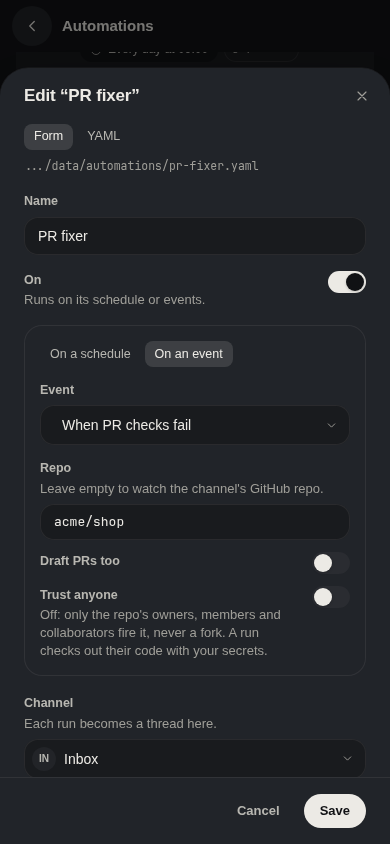 Automations
Edit “PR fixer”
Form
YAML
.../data/automations/pr-fixer.yaml
Name
PR fixer
On
Runs on its schedule or events.
On a schedule
On an event
Event
When PR checks fail
Repo
Leave empty to watch the channel's GitHub repo.
acme/shop
Draft PRs too
Trust anyone
Off: only the repo's owners, members and
collaborators fire it, never a fork. A run
checks out their code with your secrets.
Channel
Each run becomes a thread here.
IN
Inbox
Cancel
Save